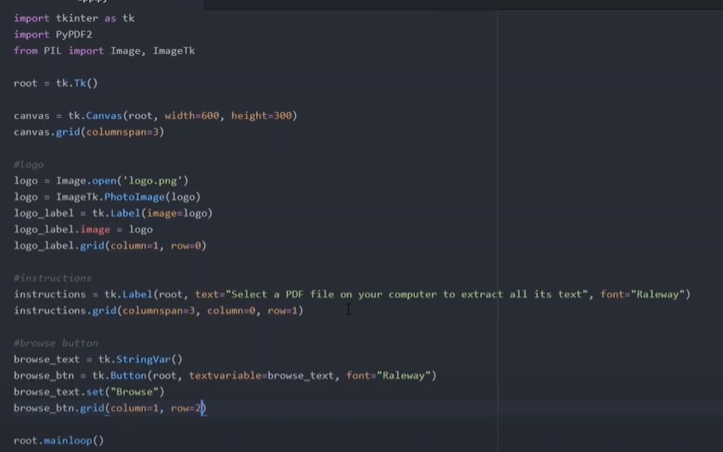 import tkinter as tk
import PyPDF2
from PIL import Image, ImageTk
root = tk.Tk()
canvas = tk.Canvas(root, width=600, height=300)
canvas.grid(columnspan=3)
#logo
logo = Image.open('logo.png')
logo = ImageTk.PhotoImage(logo)
logo_label = tk.Label(image=logo)
logo_label.image = logo
logo_label.grid(column=1, row=0)
#instructions
instructions = tk.Label(root, text="Select a PDF file on your computer to extract all its text", font="Raleway")
instructions.grid(columnspan=3, column=0, row=1)
#browse button
browse_text = tk.StringVar()
browse_btn = tk.Button(root, textvariable=browse_text, font="Raleway")
browse_text.set("Browse")
browse_btn.grid(column=1, row=2)
root.mainloop()